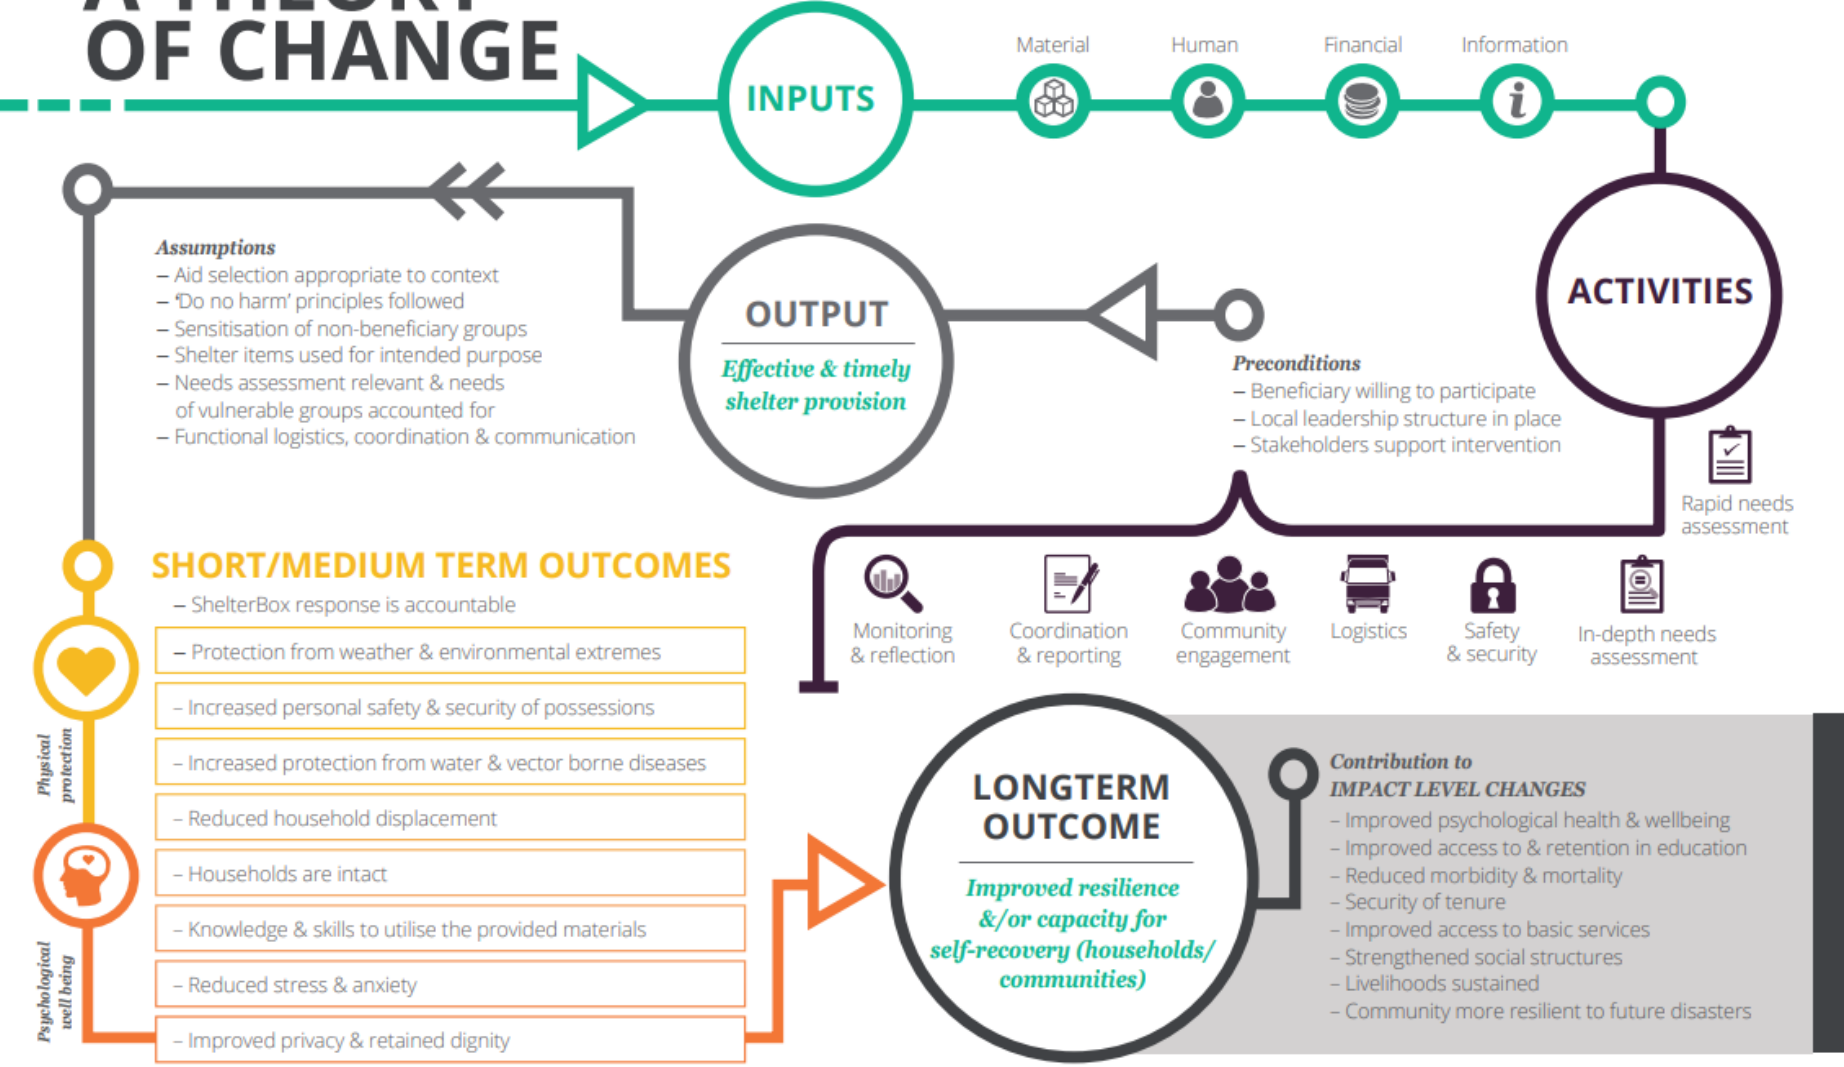 A THEORY
OF CHANGE
INPUTS
Material
Human
Financial
Information
ACTIVITIES
Rapid needs
assessment
In-depth needs
assessment
Safety
& security
Logistics
Community
engagement
Coordination
& reporting
Monitoring
& reflection
Preconditions
– Beneficiary willing to participate
– Local leadership structure in place
– Stakeholders support intervention
OUTPUT
Effective & timely
shelter provision
Assumptions
– Aid selection appropriate to context
– ‘Do no harm’ principles followed
– Sensitisation of non-beneficiary groups
– Shelter items used for intended purpose
– Needs assessment relevant & needs
of vulnerable groups accounted for
– Functional logistics, coordination & communication
SHORT/MEDIUM TERM OUTCOMES
– ShelterBox response is accountable
– Protection from weather & environmental extremes
– Increased personal safety & security of possessions
– Increased protection from water & vector borne diseases
– Reduced household displacement
– Households are intact
– Knowledge & skills to utilise the provided materials
– Reduced stress & anxiety
– Improved privacy & retained dignity
Physical
protection
Psychological
well being
LONGTERM
OUTCOME
Improved resilience
&/or capacity for
self-recovery (households/
communities)
Contribution to
IMPACT LEVEL CHANGES
– Improved psychological health & wellbeing
– Improved access to & retention in education
– Reduced morbidity & mortality
– Security of tenure
– Improved access to basic services
– Strengthened social structures
– Livelihoods sustained
– Community more resilient to future disasters